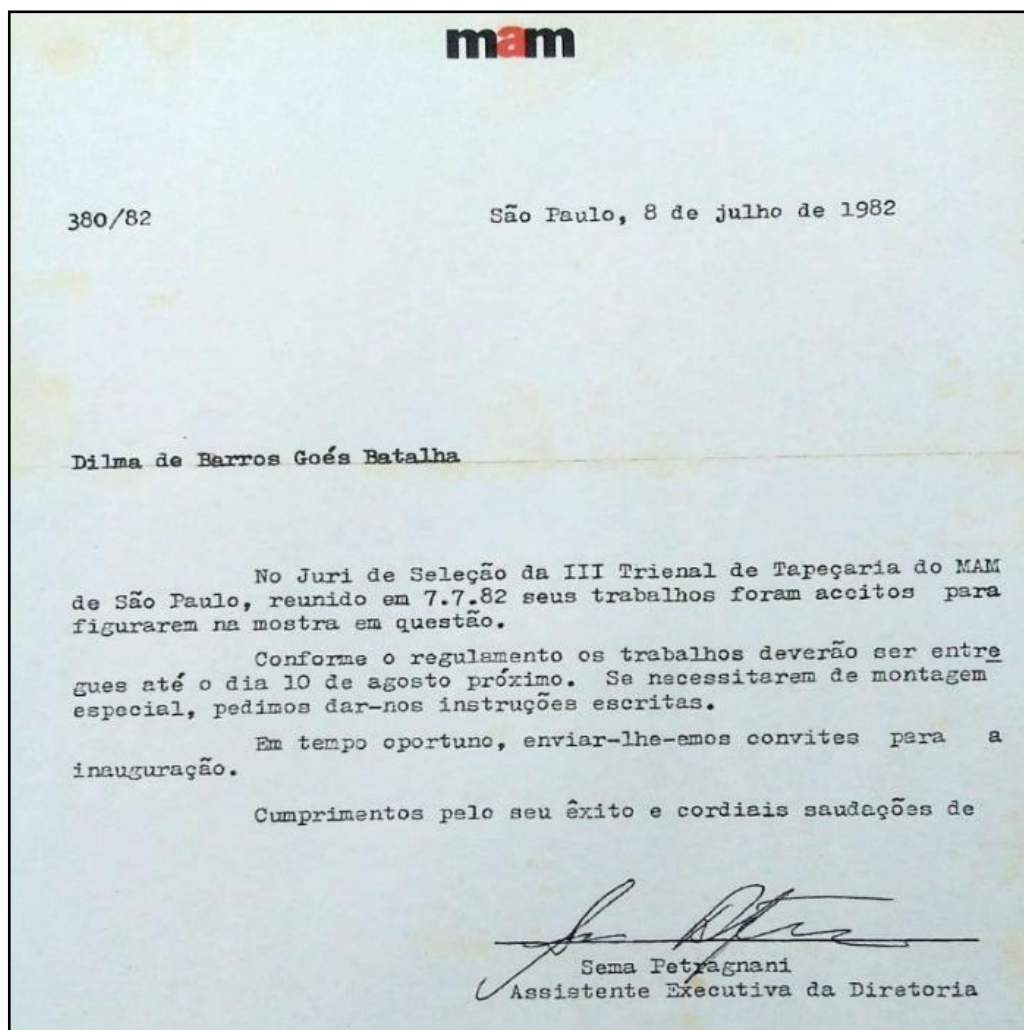 mam
380/82 São Paulo, 8 de julho de 1982
Dilma de Barros Goés Batalha
No Juri de Seleção da III Trienal de Tapeçaria do MAM
de São Paulo, reunido em 7.7.82 seus trabalhos foram aceitos para
figurarem na mostra em questão.
Conforme o regulamento os trabalhos deverão ser entre
gues até o dia 10 de agosto próximo. Se necessitarem de montagem
especial, pedimos dar-nos instruções escritas.
Em tempo oportuno, enviar-lhe-emos convites para a
inauguração.
Cumprimentos pelo seu êxito e cordiais saudações de
Sema Petragnani
Assistente Executiva da Diretoria